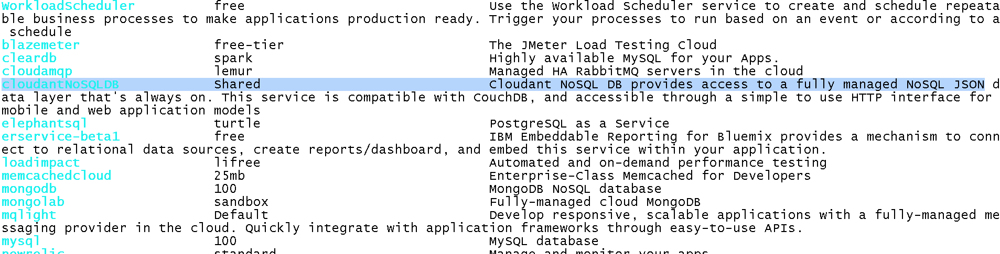 WorkloadScheduler free Use the Workload Scheduler service to create and schedule repeata
ble business processes to make applications production ready. Trigger your processes to run based on an event or according to a
schedule
blazemeter free-tier The JMeter Load Testing Cloud
cleardb spark Highly available MySQL for your Apps.
cloudamqp lemur Managed HA RabbitMQ servers in the cloud
cloudantNoSQLDB Shared Cloudant NoSQL DB provides access to a fully managed NoSQL JSON d
ata layer that's always on. This service is compatible with CouchDB, and accessible through a simple to use HTTP interface for
mobile and web application models
elephantsql turtle PostgreSQL as a Service
erservice-beta1 free IBM Embeddable Reporting for Bluemix provides a mechanism to conn
ect to relational data sources, create reports/dashboard, and embed this service within your application.
loadimpact lifree Automated and on-demand performance testing
memcachedcloud 25mb Enterprise-Class Memcached for Developers
mongodb 100 MongoDB NoSQL database
mongolab sandbox Fully-managed cloud MongoDB
mqlight Default Develop responsive, scalable applications with a fully-managed me
ssaging provider in the cloud. Quickly integrate with application frameworks through easy-to-use APIs.
mysql 100 MySQL database
newrelic standard Manage and monitor your apps